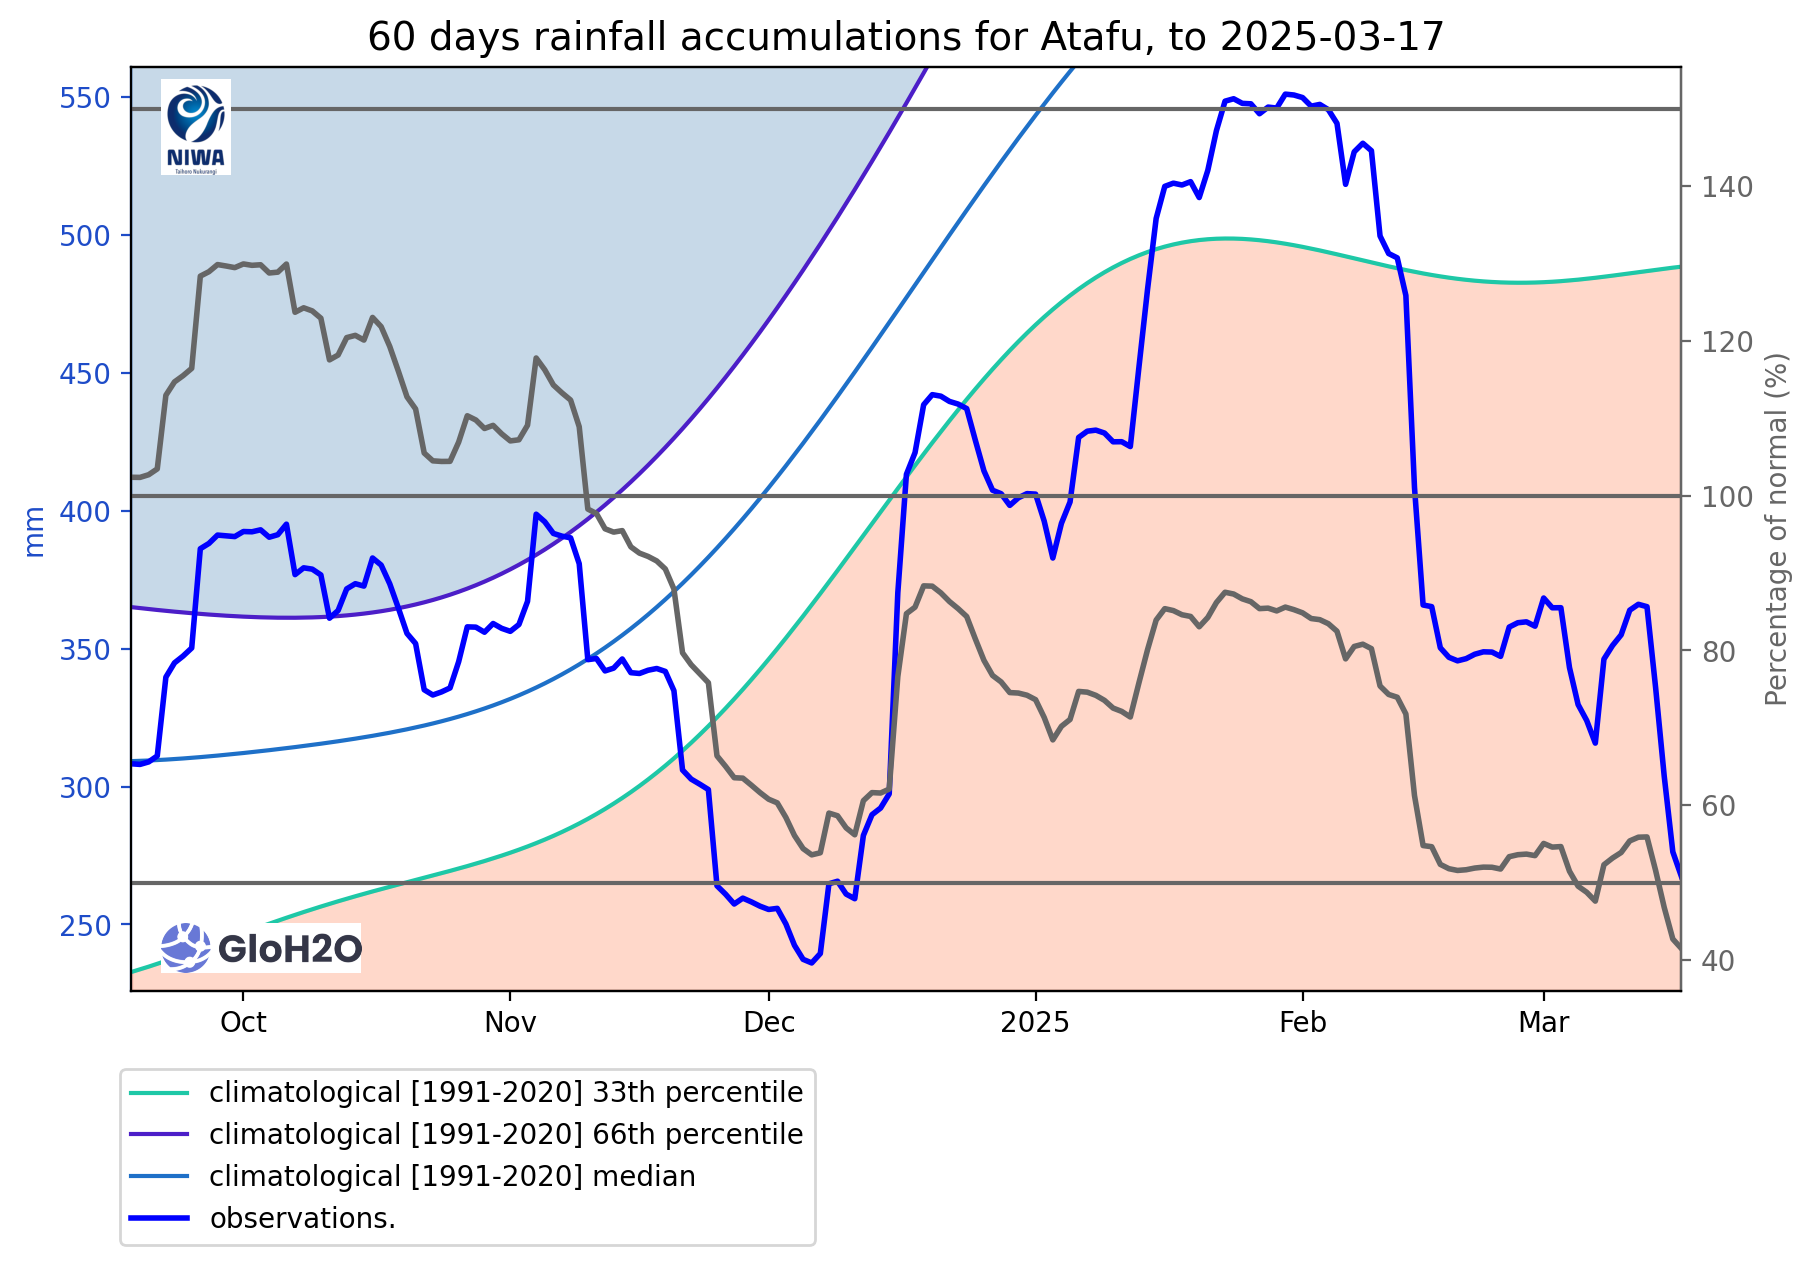 60 days rainfall accumulations for Atafu, to 2025-03-17
550
500
450
400
350
300
250
mm
140
120
100
80
60
40
Percentage of normal (%)
NIWA
Taihoro Nukurangi
GloH2O
Oct
Nov
Dec
2025
Feb
Mar
climatological [1991-2020] 33th percentile
climatological [1991-2020] 66th percentile
climatological [1991-2020] median
observations.